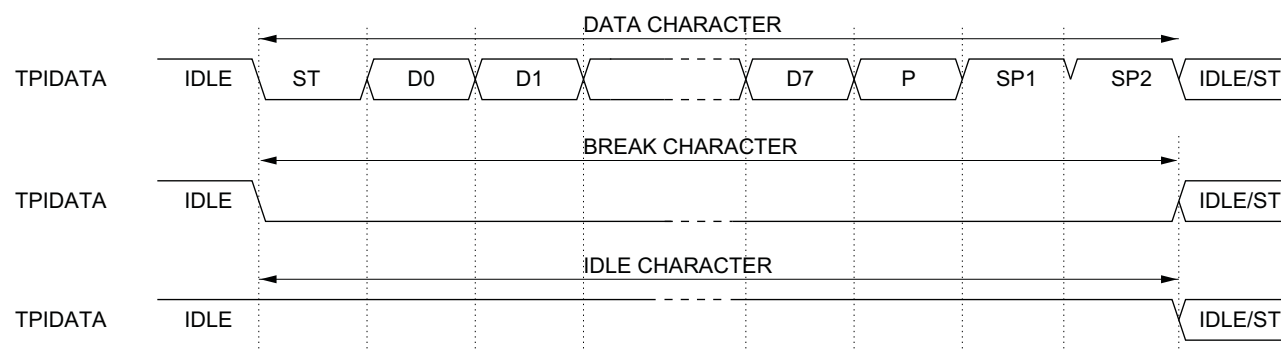 DATA CHARACTER
TPIDATA IDLE ST D0 D1 D7 P SP1 SP2 IDLE/ST
BREAK CHARACTER
TPIDATA IDLE IDLE/ST
IDLE CHARACTER
TPIDATA IDLE IDLE/ST